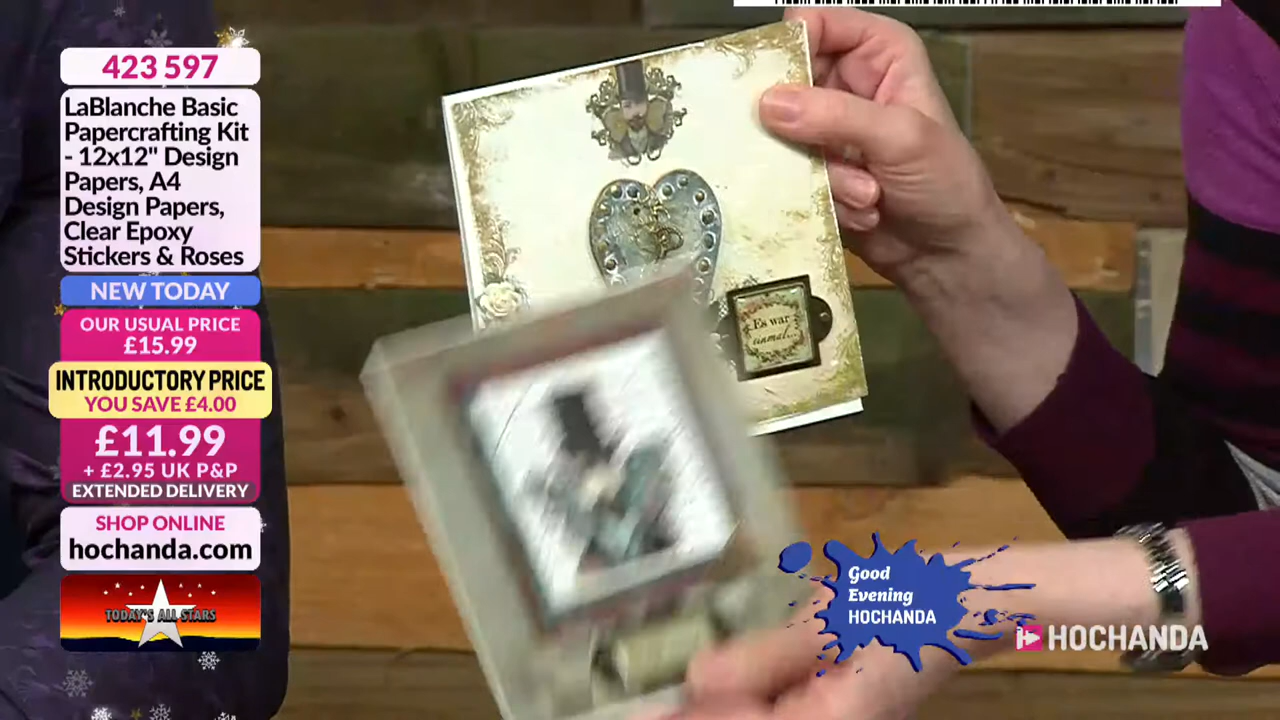 423 597
LaBlanche Basic
Papercrafting Kit
- 12x12" Design
Papers, A4
Design Papers,
Clear Epoxy
Stickers & Roses
NEW TODAY
OUR USUAL PRICE
£15.99
INTRODUCTORY PRICE
YOU SAVE £4.00
£11.99
+ £2.95 UK P&P
EXTENDED DELIVERY
SHOP ONLINE
hochanda.com
TODAY'S ALL STARS
Es war
einmal...
Good
Evening
HOCHANDA
HOCHANDA